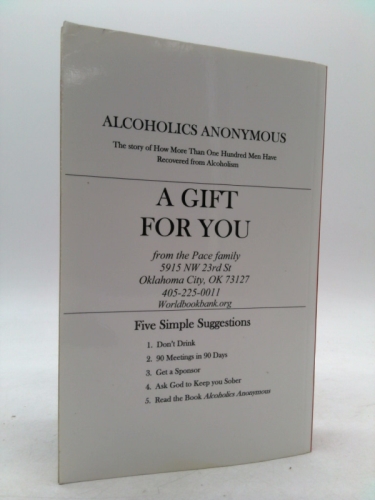 ALCOHOLICS ANONYMOUS
The story of How More Than One Hundred Men Have
Recovered from Alcoholism
A GIFT
FOR YOU
from the Pace family
5915 NW 23rd St
Oklahoma City, OK 73127
405-225-0011
Worldbookbank.org
Five Simple Suggestions
1. Don't Drink
2. 90 Meetings in 90 Days
3. Get a Sponsor
4. Ask God to Keep you Sober
5. Read the Book Alcoholics Anonymous